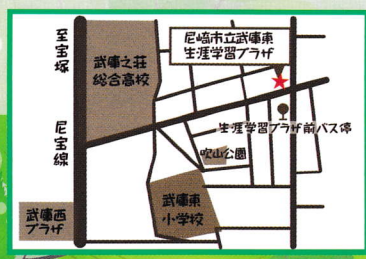 至宝塚
尼宝線
武庫之荘
総合高校
尼崎市立武庫東
生涯学習プラザ
生涯学習プラザ前バス停
吹山公園
武庫東
小学校
武庫西
プラザ